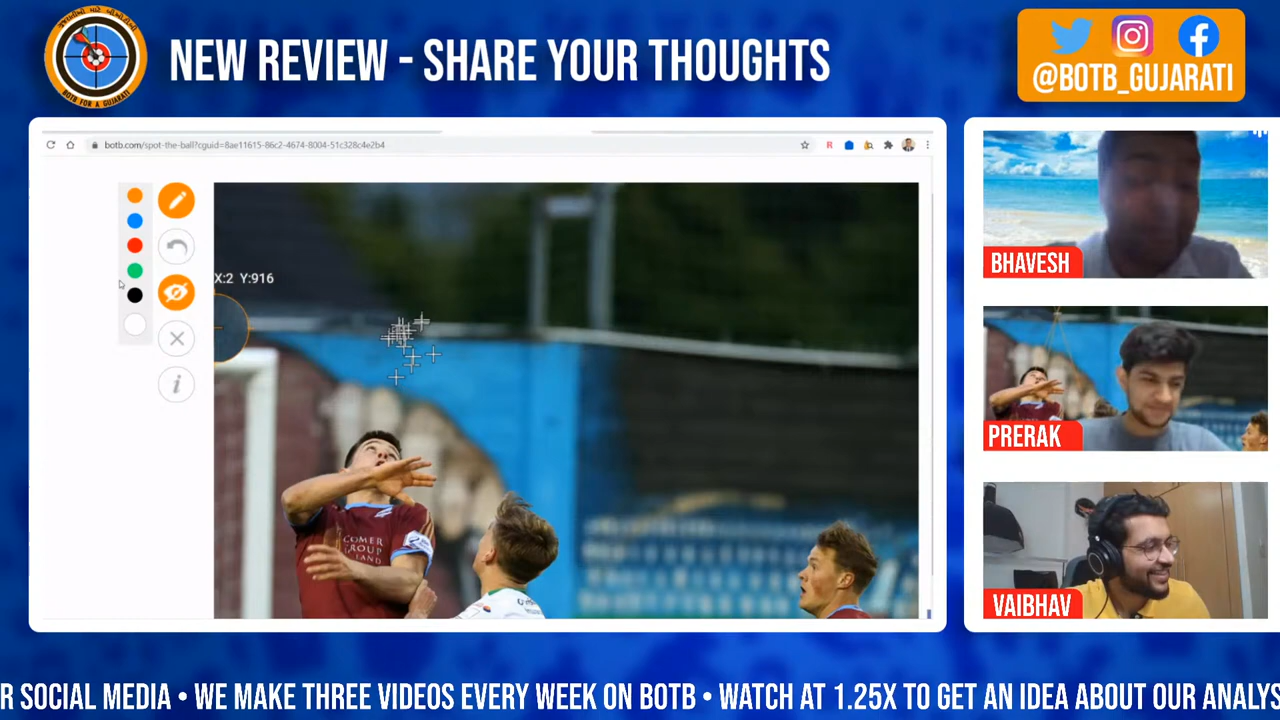 BOTB FOR A GUJARATI
NEW REVIEW - SHARE YOUR THOUGHTS
@BOTB_GUJARATI
botb.com/spot-the-ball?cguid=8ae11615-86c2-4674-8004-51c328c4e2b4
X:2 Y:916
COMER
GROUP
LAND
BHAVESH
PRERAK
VAIBHAV
R SOCIAL MEDIA • WE MAKE THREE VIDEOS EVERY WEEK ON BOTB • WATCH AT 1.25X TO GET AN IDEA ABOUT OUR ANALYS